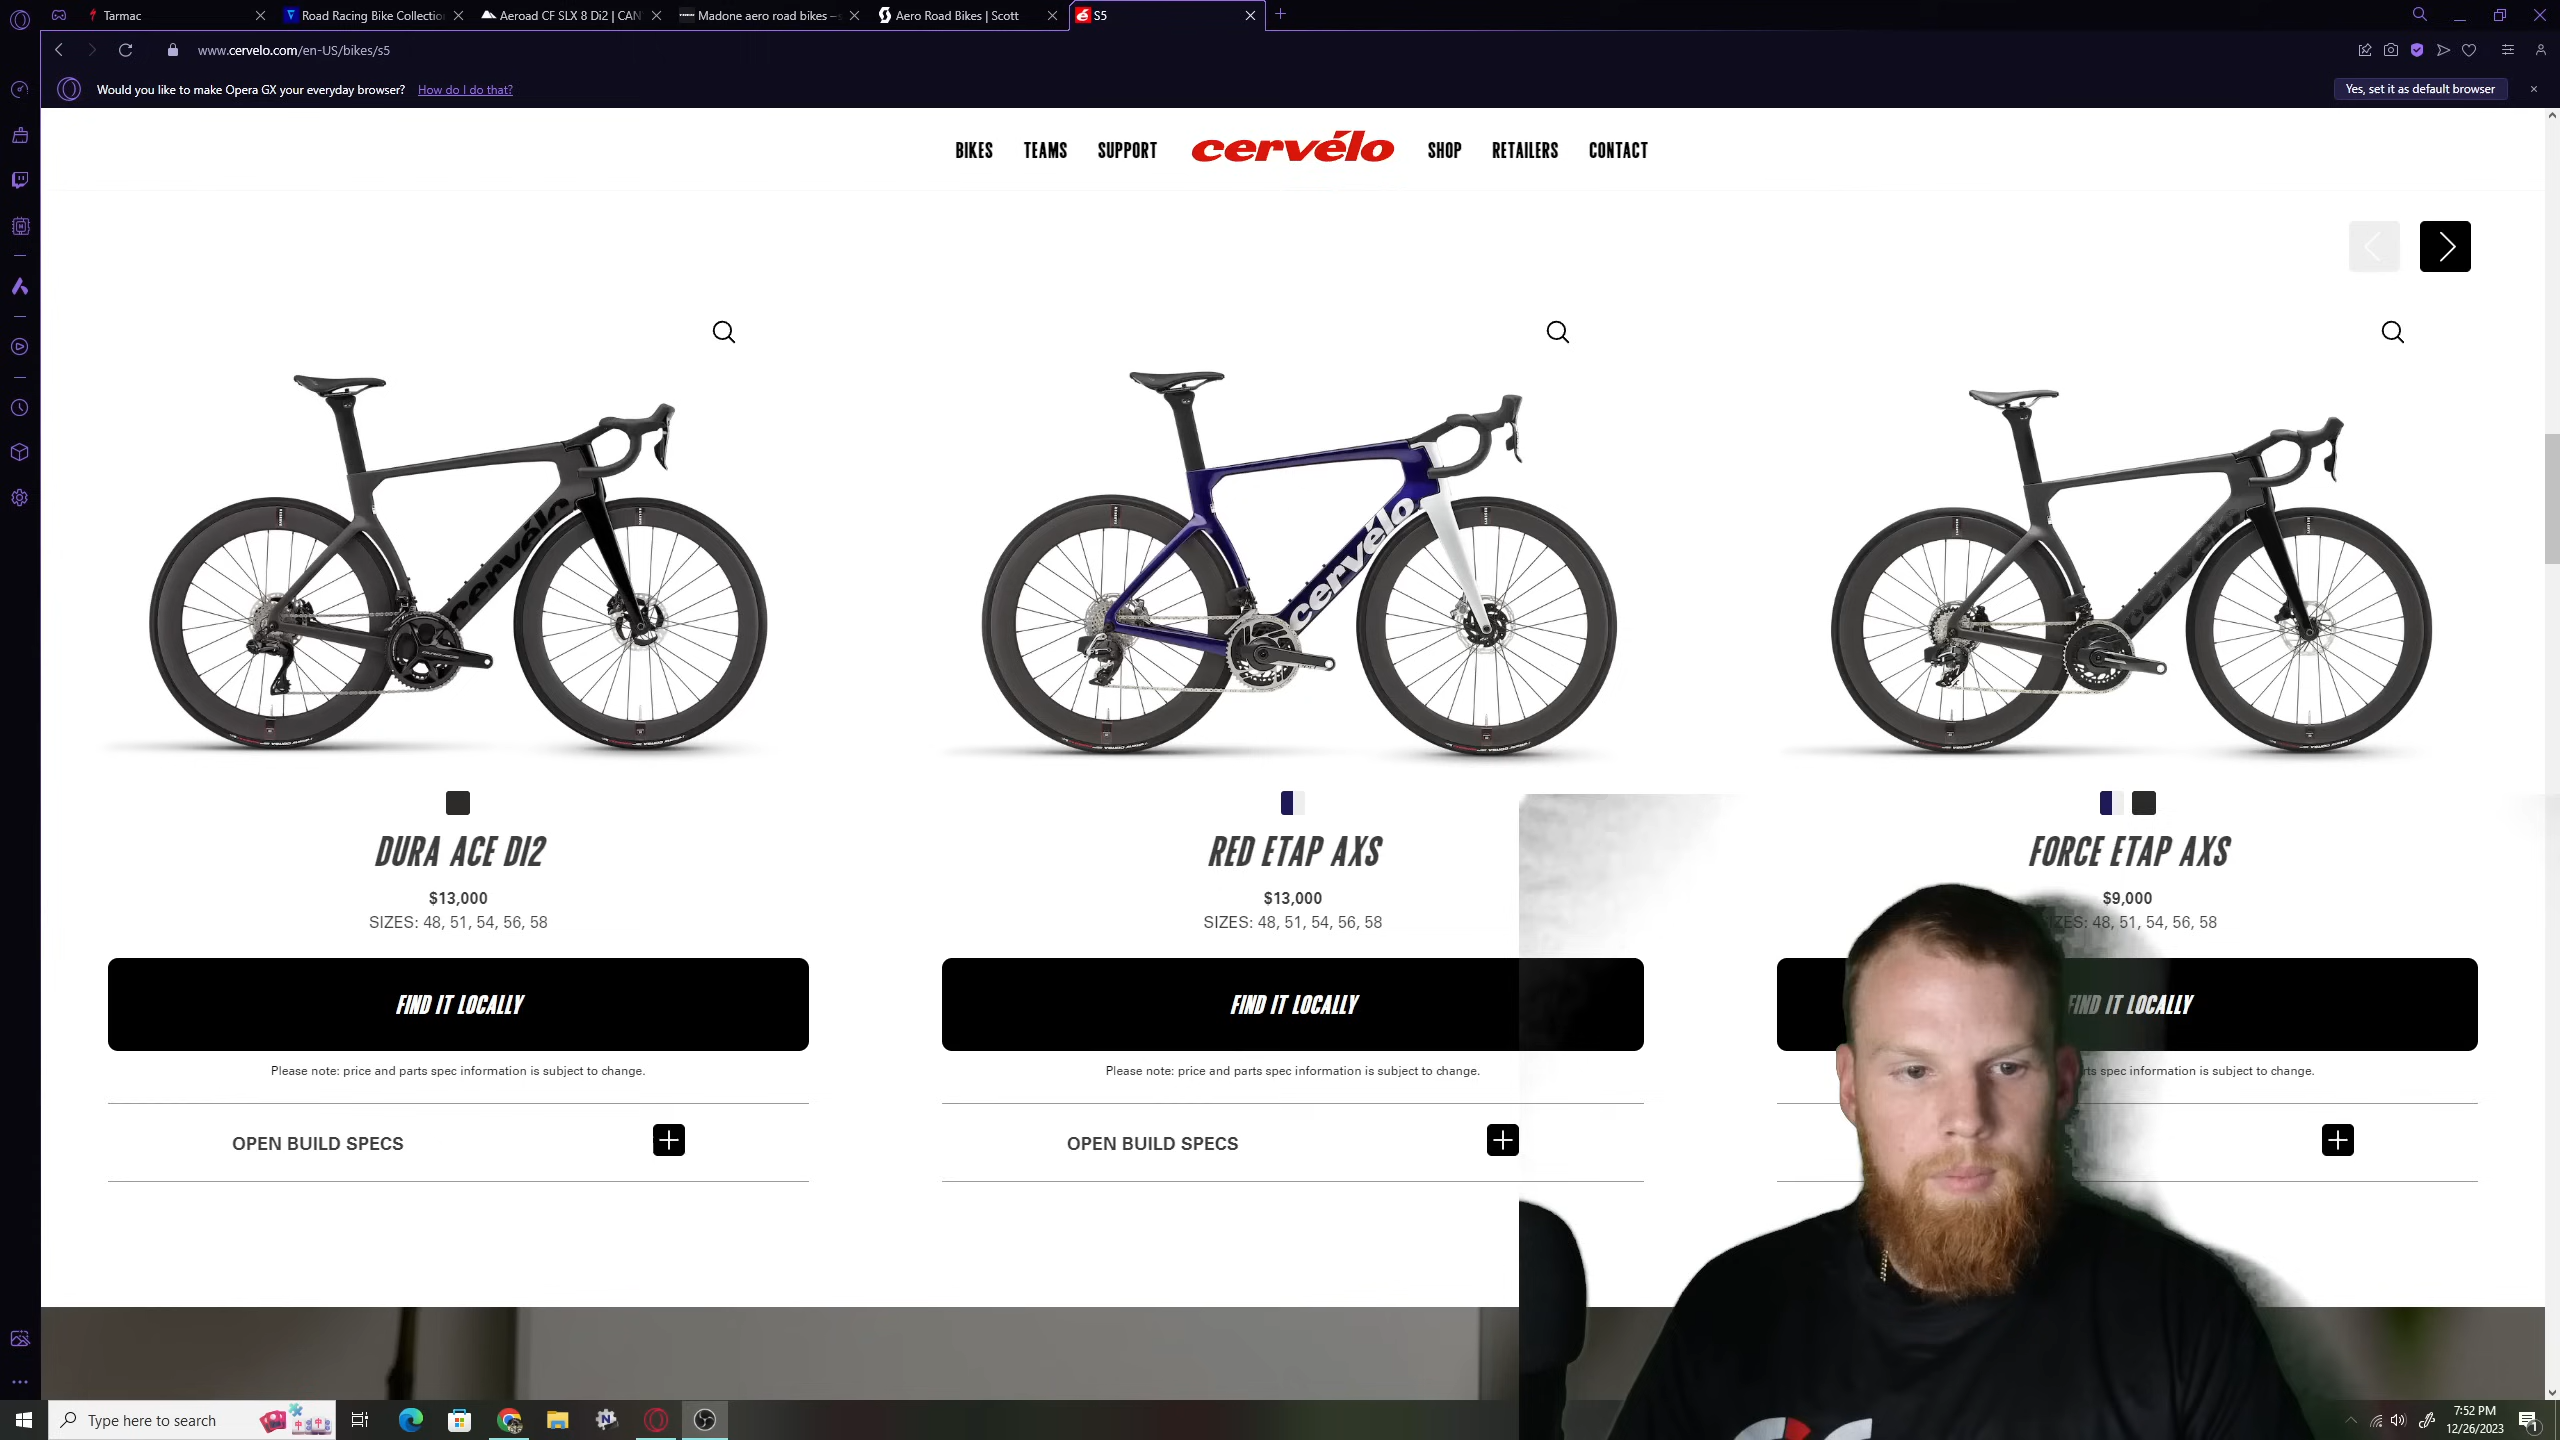 Tarmac
Road Racing Bike Collectio
Aeroad CF SLX 8 Di2 | CAN
Madone aero road bikes –
Aero Road Bikes | Scott
S5
www.cervelo.com/en-US/bikes/s5
Would you like to make Opera GX your everyday browser? How do I do that?
Yes, set it as default browser
BIKES TEAMS SUPPORT cervélo SHOP RETAILERS CONTACT
cervélo
cervélo
cervélo
DURA ACE DI2
$13,000
SIZES: 48, 51, 54, 56, 58
FIND IT LOCALLY
Please note: price and parts spec information is subject to change.
OPEN BUILD SPECS
RED ETAP AXS
$13,000
SIZES: 48, 51, 54, 56, 58
FIND IT LOCALLY
Please note: price and parts spec information is subject to change.
OPEN BUILD SPECS
FORCE ETAP AXS
$9,000
IZES: 48, 51, 54, 56, 58
FIND IT LOCALLY
rts spec information is subject to change.
Type here to search
7:52 PM
12/26/2023